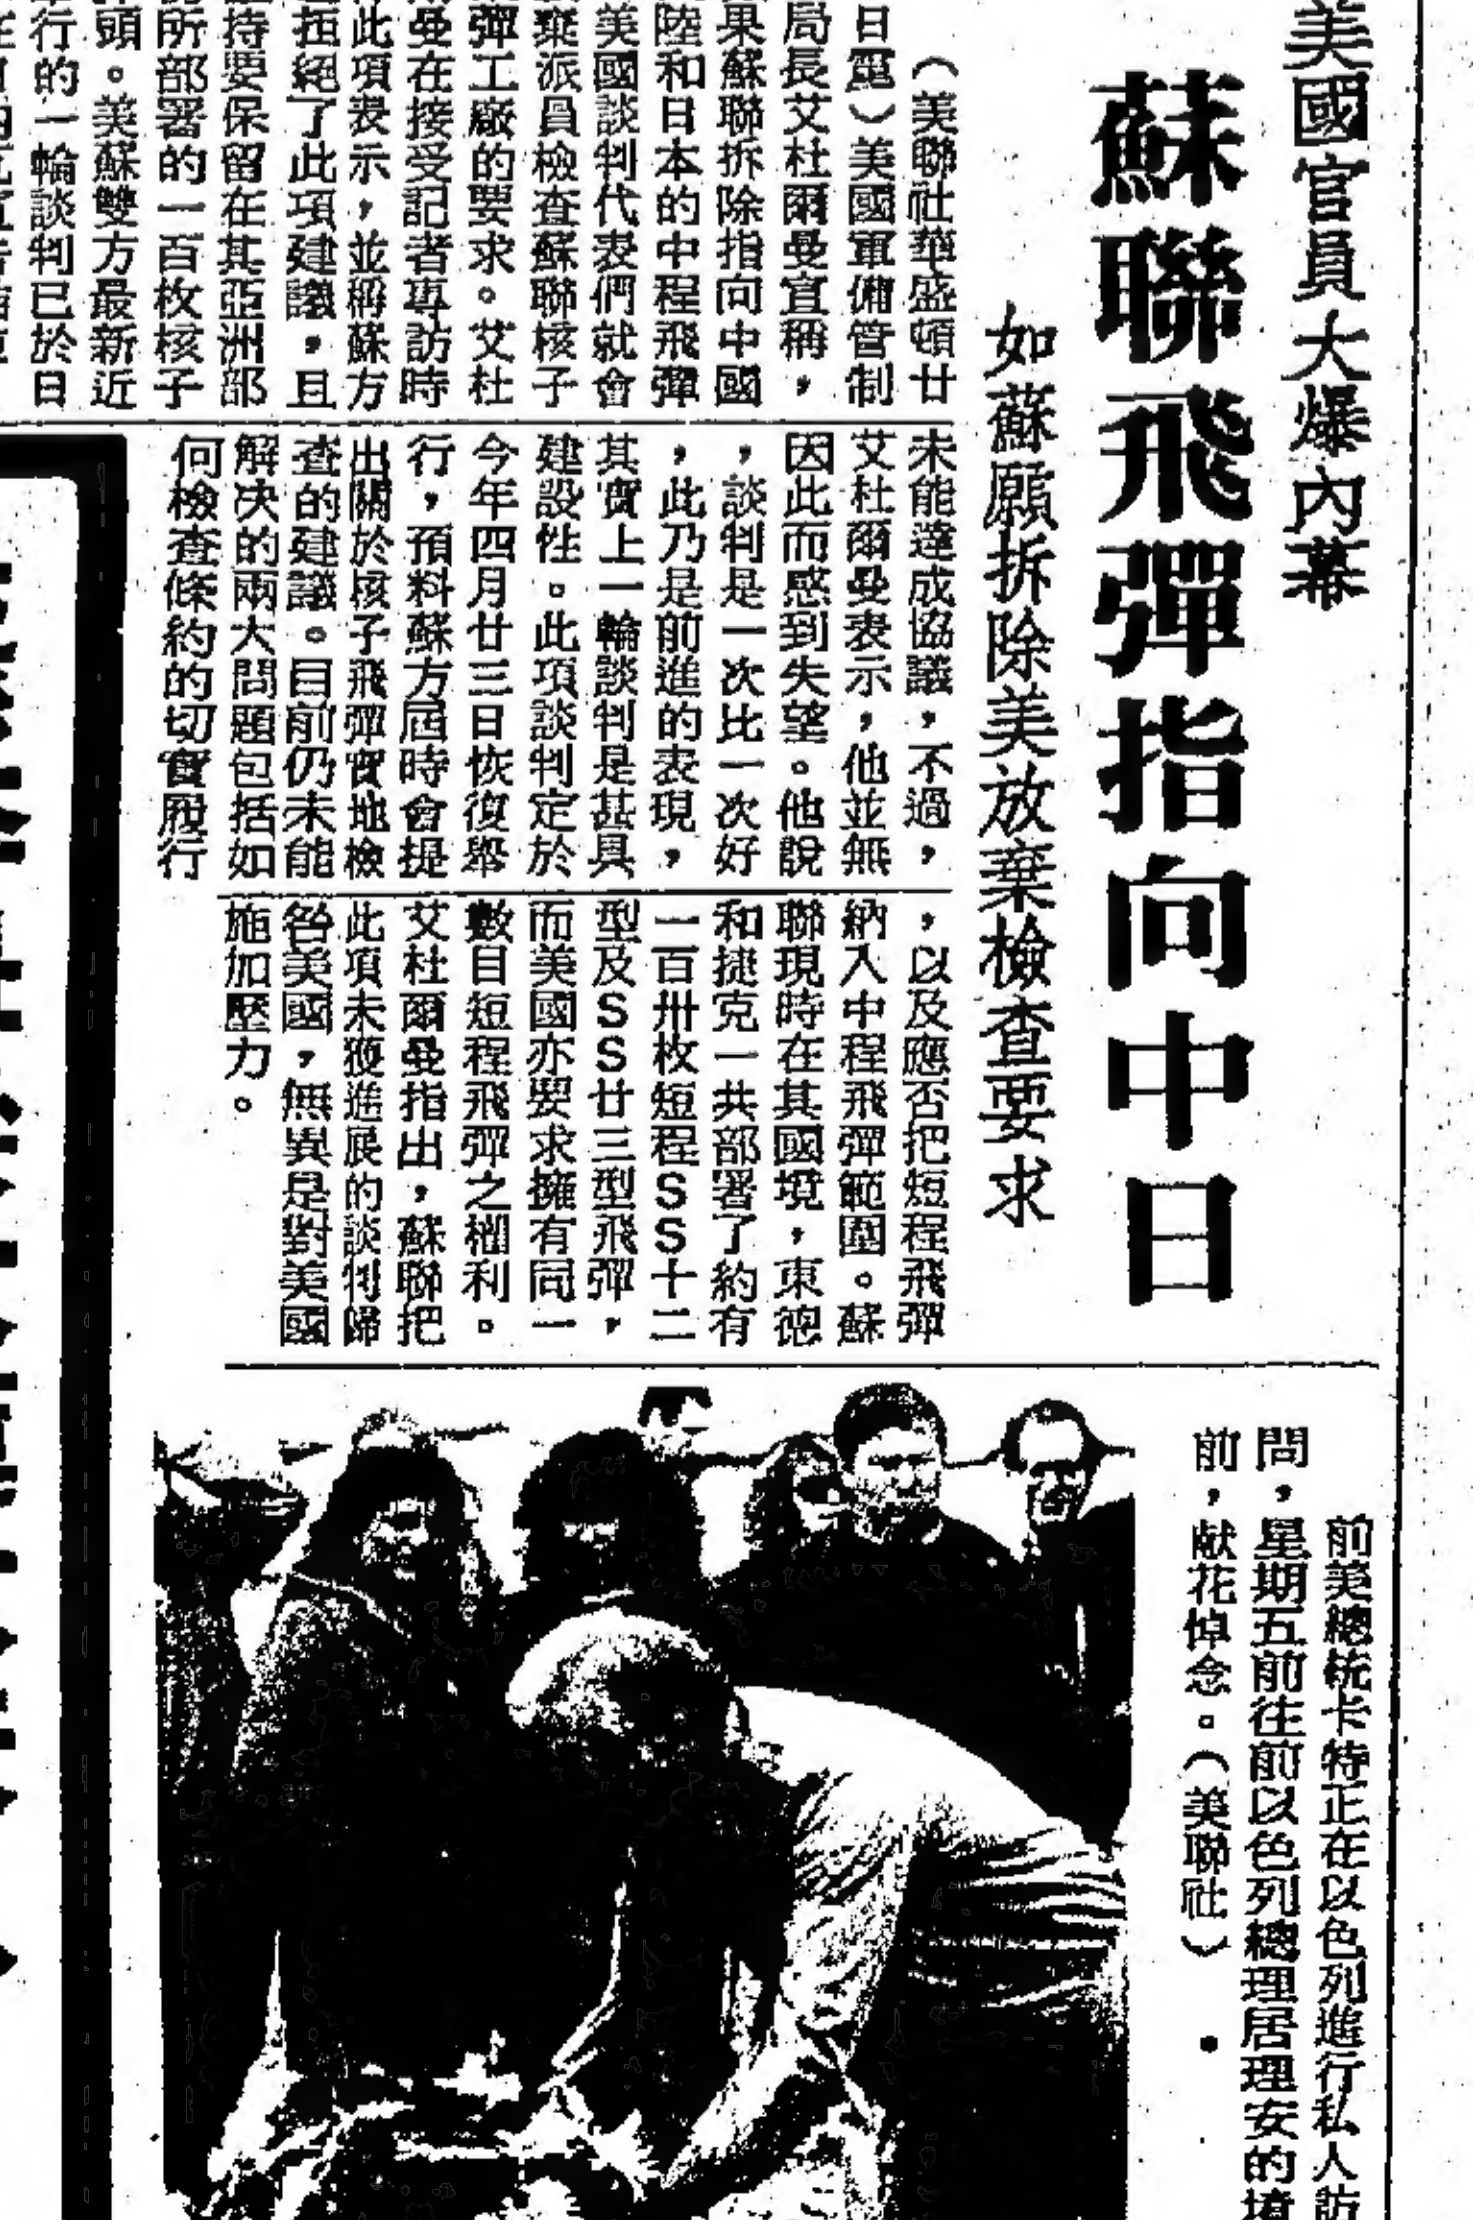 美國官員大爆內幕
蘇聯飛彈指向中日
如蘇願拆除美放棄檢查要求
（美聯社華盛頓廿
日電）美國軍備管制
局長艾杜爾曼宣稱，
果蘇聯拆除指向中國
陸和日本的中程飛彈
美國談判代表們就會
棄派員檢查蘇聯核子
彈工廠的要求。艾杜
曼在接受記者專訪時
此項表示，並稱蘇方
拒絕了此項建議，且
持要保留在其亞洲部
所部署的一百枚核子
頭。美蘇雙方最新近
行的一輪談判已於日
未能達成協議，不過，
艾杜爾曼表示，他並無
因此而感到失望。他說
，談判是一次比一次好
，此乃是前進的表現，
其實上一輪談判是甚具
建設性。此項談判定於
今年四月廿三日恢復舉
行，預料蘇方屆時會提
出關於核子飛彈實地檢
查的建議。目前仍未能
解决的兩大問題包括如
何檢查條約的切實履行
，以及應否把短程飛彈
納入中程飛彈範圍。蘇
聯現時在其國境，東德
和捷克一共部署了約有
一百卅枚短程ＳＳ十二
型及ＳＳ廿三型飛彈，
而美國亦要求擁有同一
數目短程飛彈之權利。
艾杜爾曼指出，蘇聯把
此項未獲進展的談判歸
咎美國，無異是對美國
施加壓力。
前美總統卡特正在以色列進行私人訪
問，星期五前往前以色列總理居理安的墳
前，献花悼念。（美聯社）